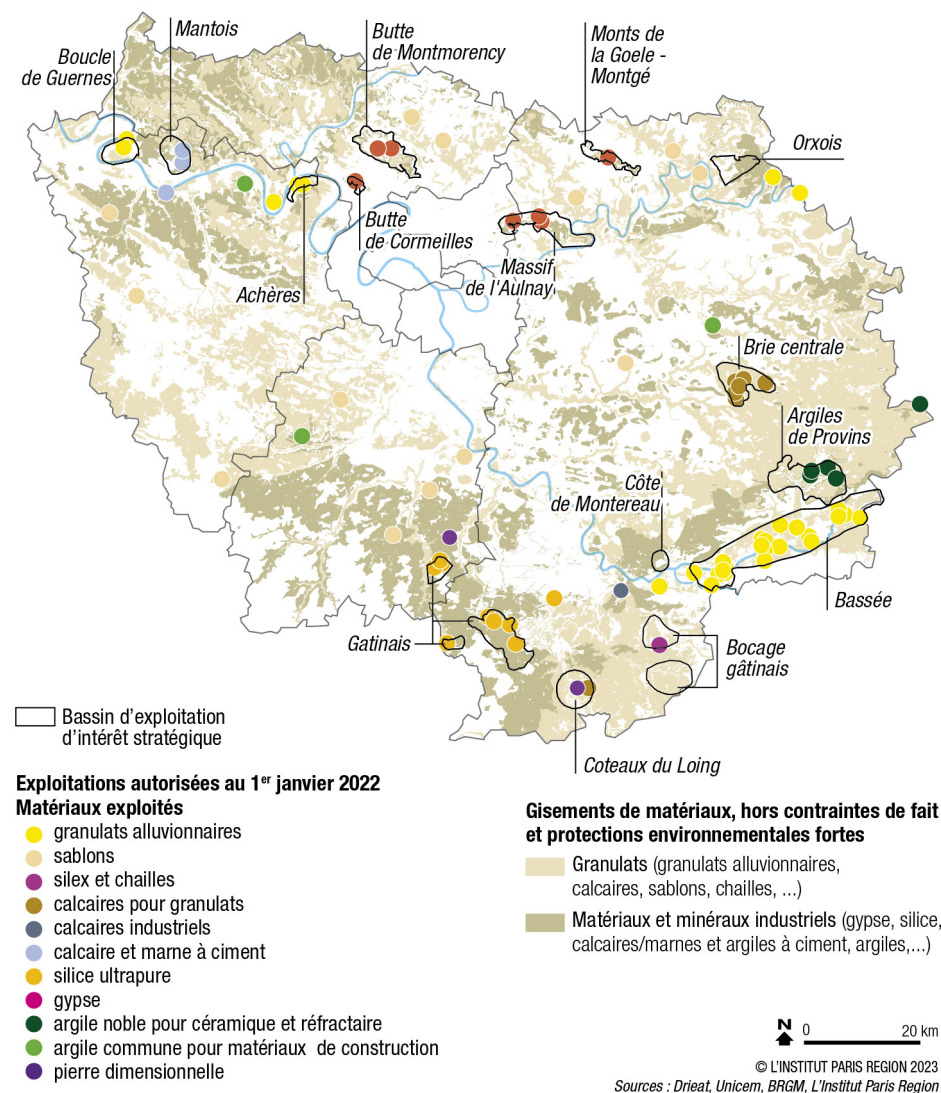 Mantois
Boucle
de Guernes
Butte
de Montmorency
Monts de
la Goele -
Montgé
Orxois
Butte
de Cormeilles
Achères
Massif
de l'Aulnay
Brie centrale
Argiles
de Provins
Côte
de Montereau
Bassée
Gatinais
Bocage
gâtinais
Coteaux du Loing
Bassin d'exploitation
d'intérêt stratégique
Exploitations autorisées au 1er janvier 2022
Matériaux exploités
granulats alluvionnaires
sablons
silex et chailles
calcaires pour granulats
calcaires industriels
calcaire et marne à ciment
silice ultrapure
gypse
argile noble pour céramique et réfractaire
argile commune pour matériaux de construction
pierre dimensionnelle
Gisements de matériaux, hors contraintes de fait
et protections environnementales fortes
Granulats (granulats alluvionnaires,
calcaires, sablons, chailles, ...)
Matériaux et minéraux industriels (gypse, silice,
calcaires/marnes et argiles à ciment, argiles,...)
N 0 20 km
© L'INSTITUT PARIS REGION 2023
Sources : Drieat, Unicem, BRGM, L'Institut Paris Region